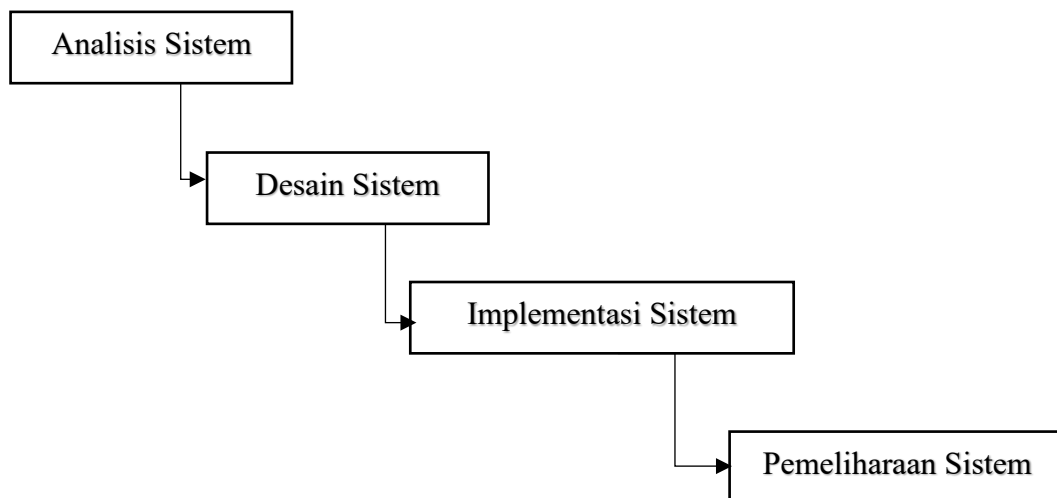 Analisis Sistem
Desain Sistem
Implementasi Sistem
Pemeliharaan Sistem